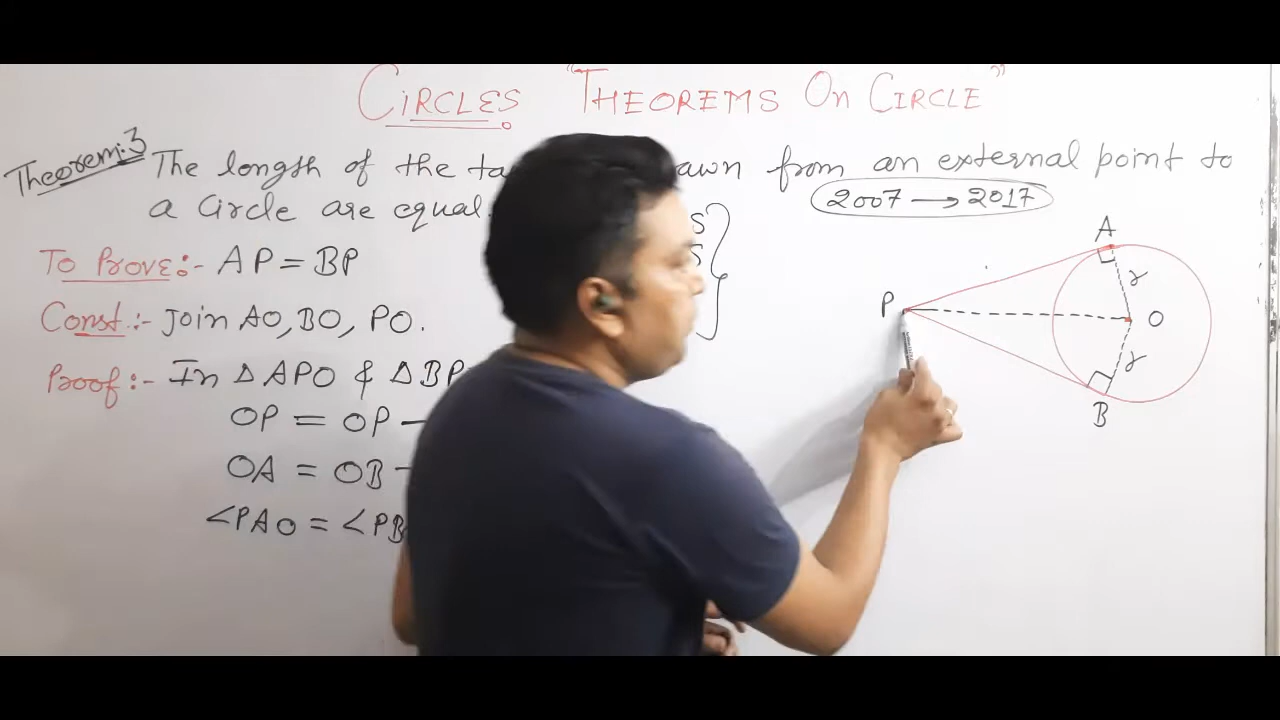 CIRCLES "THEOREMS On CIRCLE"
Theorem:3
The length of the ta awn from an external point to
a Circle are equal.
2007 → 2017
To Prove:- AP = BP
Const:- Join AO, BO, PO.
Proof:- In △APO & △BP
OP = OP –
OA = OB –
∠PAO = ∠PB
S
S
A
r
P
O
r
B